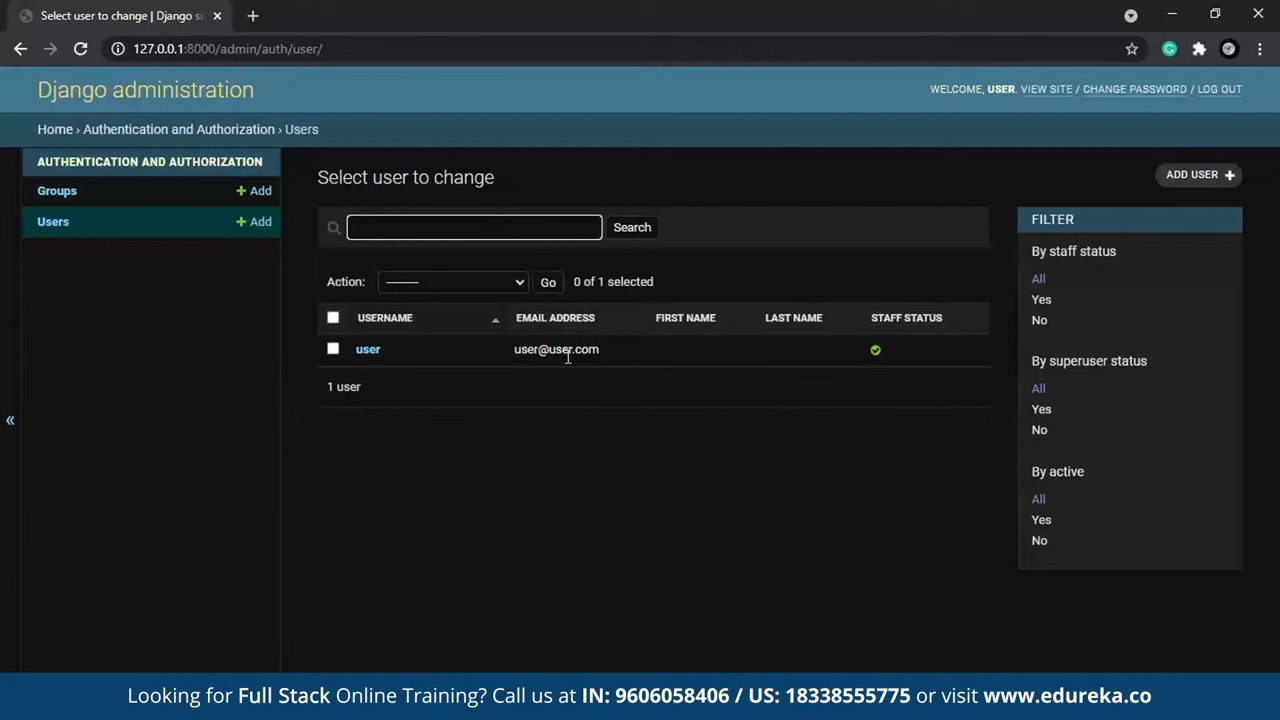 Select user to change | Django s
127.0.0.1:8000/admin/auth/user/
Django administration
WELCOME, USER. VIEW SITE / CHANGE PASSWORD / LOG OUT
Home › Authentication and Authorization › Users
AUTHENTICATION AND AUTHORIZATION
Groups + Add
Users + Add
«
Select user to change
ADD USER +
Search
Action: ——— Go 0 of 1 selected
USERNAME EMAIL ADDRESS FIRST NAME LAST NAME STAFF STATUS
user user@user.com
1 user
FILTER
By staff status
All
Yes
No
By superuser status
All
Yes
No
By active
All
Yes
No
Looking for Full Stack Online Training? Call us at IN: 9606058406 / US: 18338555775 or visit www.edureka.co